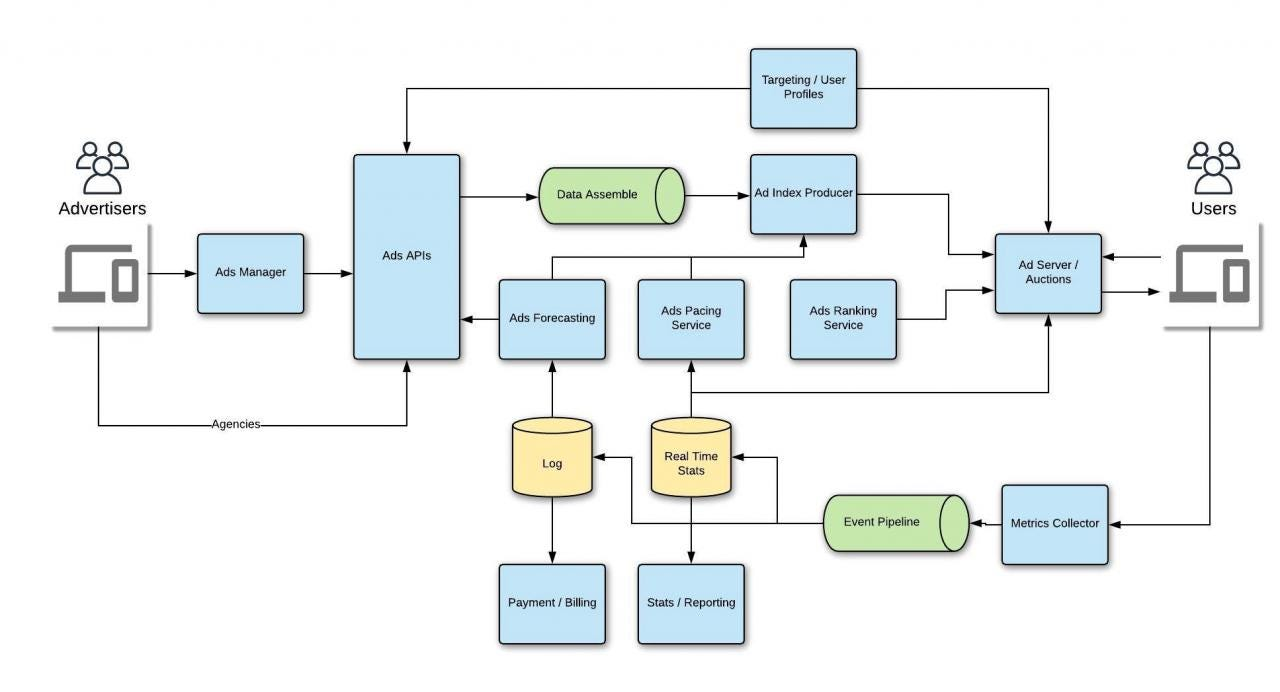 Targeting / User
Profiles
Advertisers
Users
Data Assemble
Ad Index Producer
Ads APIs
Ads Manager
Ad Server /
Auctions
Ads Forecasting
Ads Pacing
Service
Ads Ranking
Service
Agencies
Log
Real Time
Stats
Event Pipeline
Metrics Collector
Payment / Billing
Stats / Reporting